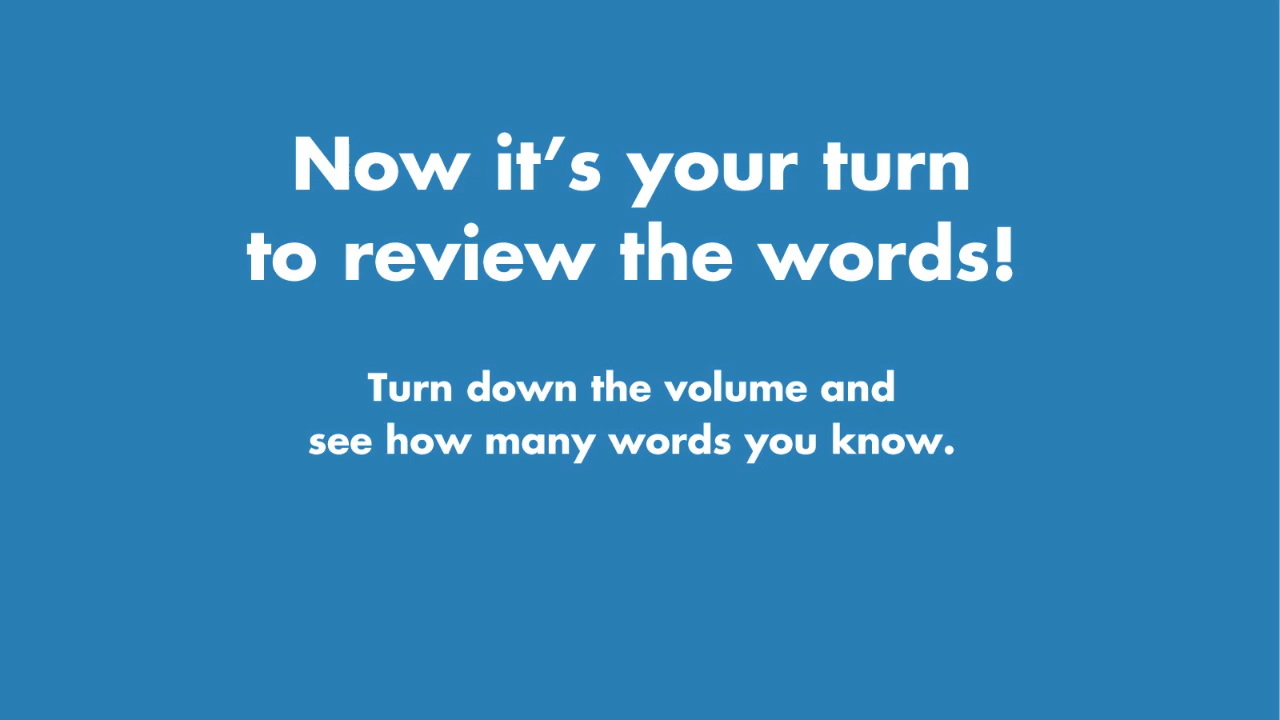 Now it’s your turn
to review the words!
Turn down the volume and
see how many words you know.